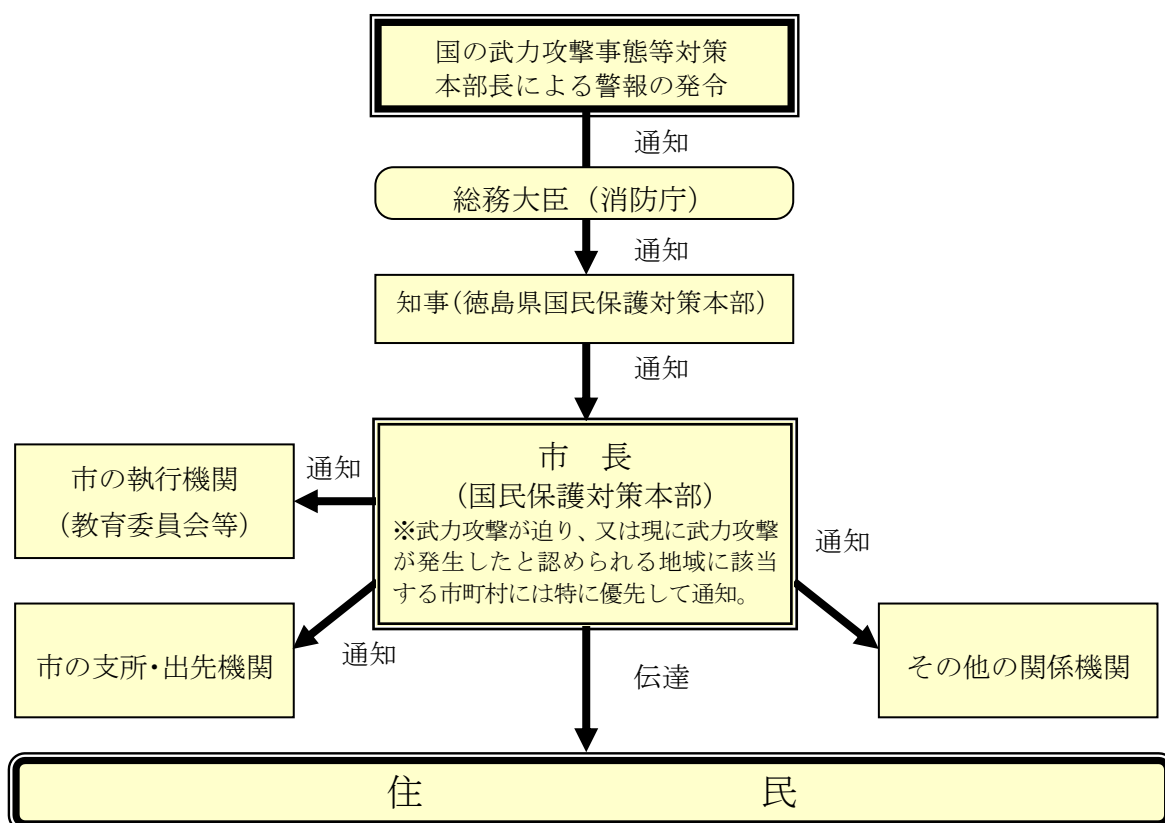 国の武力攻撃事態等対策
本部長による警報の発令
通知
総務大臣(消防庁)
通知
知事(徳島県国民保護対策本部)
通知
市 長
(国民保護対策本部)
※武力攻撃が迫り、又は現に武力攻撃
が発生したと認められる地域に該当
する市町村には特に優先して通知。
通知
市の執行機関
(教育委員会等)
通知
市の支所・出先機関
通知
その他の関係機関
伝達
住 民